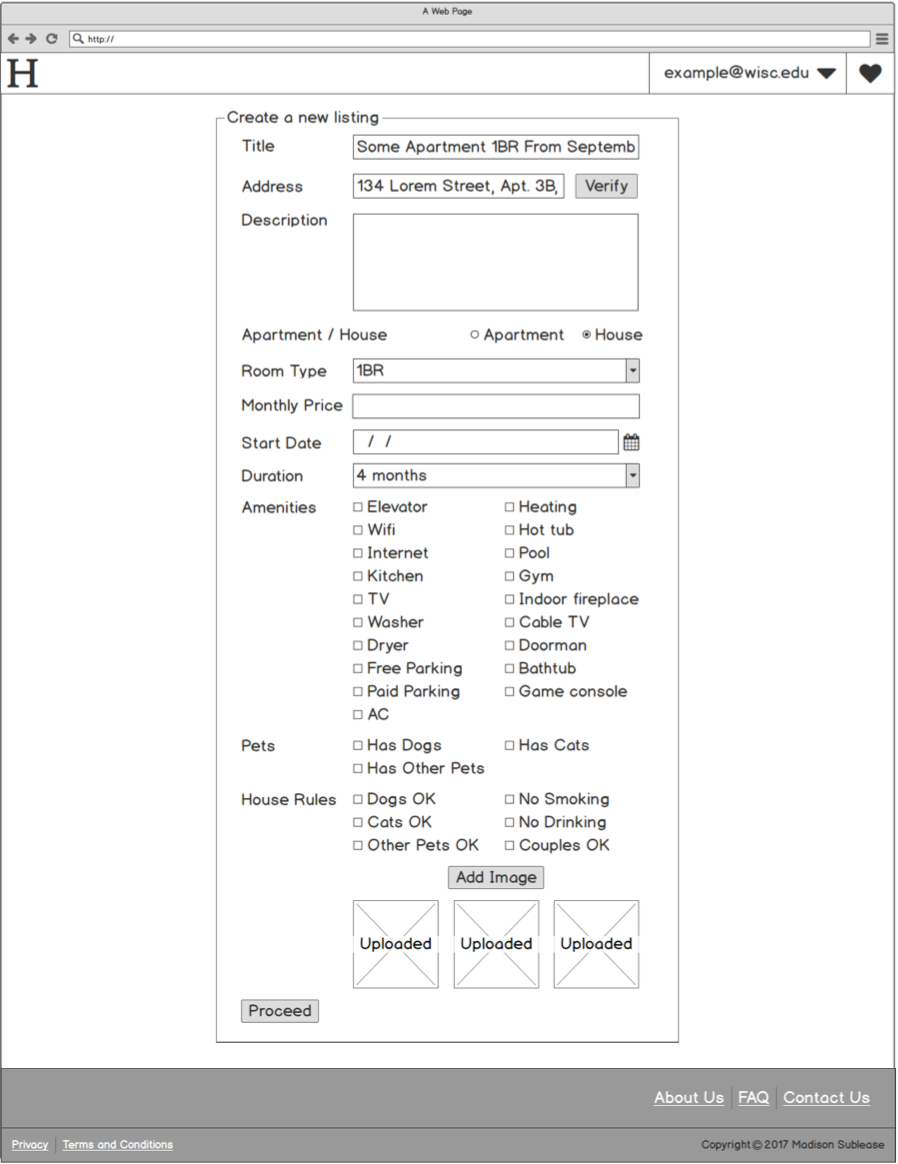 A Web Page
http://
H
example@wisc.edu
Create a new listing
Title
Some Apartment 1BR From Septemb
Address
134 Lorem Street, Apt. 3B,
Verify
Description
Apartment / House
Apartment
House
Room Type
1BR
Monthly Price
Start Date
/ /
Duration
4 months
Amenities
Elevator
Heating
Wifi
Hot tub
Internet
Pool
Kitchen
Gym
TV
Indoor fireplace
Washer
Cable TV
Dryer
Doorman
Free Parking
Bathtub
Paid Parking
Game console
AC
Pets
Has Dogs
Has Cats
Has Other Pets
House Rules
Dogs OK
No Smoking
Cats OK
No Drinking
Other Pets OK
Couples OK
Add Image
Uploaded
Uploaded
Uploaded
Proceed
About Us
FAQ
Contact Us
Privacy
Terms and Conditions
Copyright © 2017 Madison Sublease